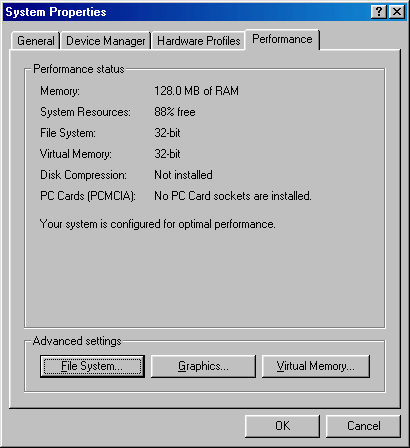 System Properties
General Device Manager Hardware Profiles Performance
Performance status
Memory: 128.0 MB of RAM
System Resources: 88% free
File System: 32-bit
Virtual Memory: 32-bit
Disk Compression: Not installed
PC Cards (PCMCIA): No PC Card sockets are installed.
Your system is configured for optimal performance.
Advanced settings
File System... Graphics... Virtual Memory...
OK Cancel